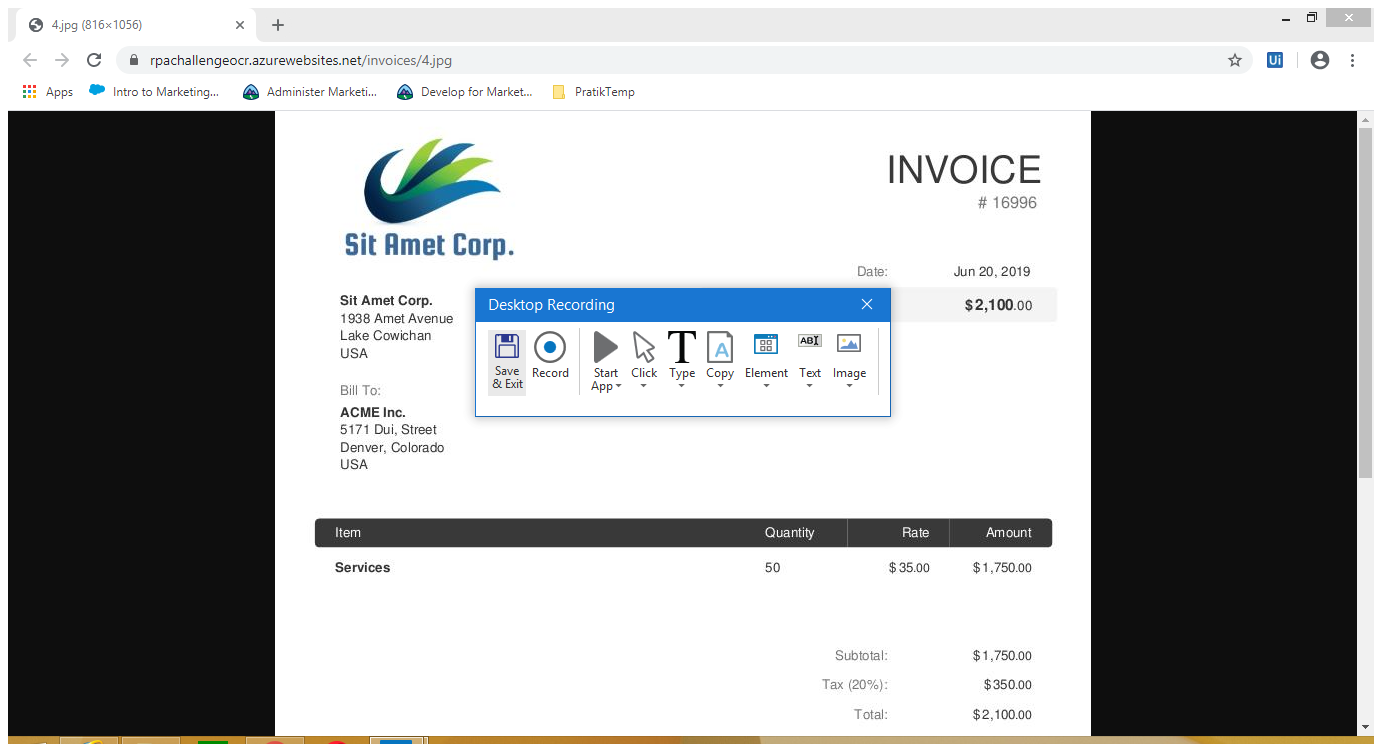 4.jpg (816×1056)
rpachallengeocr.azurewebsites.net/invoices/4.jpg
Ui
Apps
Intro to Marketing...
Administer Marketi...
Develop for Market...
PratikTemp
Sit Amet Corp.
INVOICE
# 16996
Date: Jun 20, 2019
$2,100.00
Sit Amet Corp.
1938 Amet Avenue
Lake Cowichan
USA
Bill To:
ACME Inc.
5171 Dui, Street
Denver, Colorado
USA
Desktop Recording
Save & Exit
Record
Start App
Click
T
Type
A
Copy
Element
ABI
Text
Image
Item Quantity Rate Amount
Services 50 $35.00 $1,750.00
Subtotal: $1,750.00
Tax (20%): $350.00
Total: $2,100.00